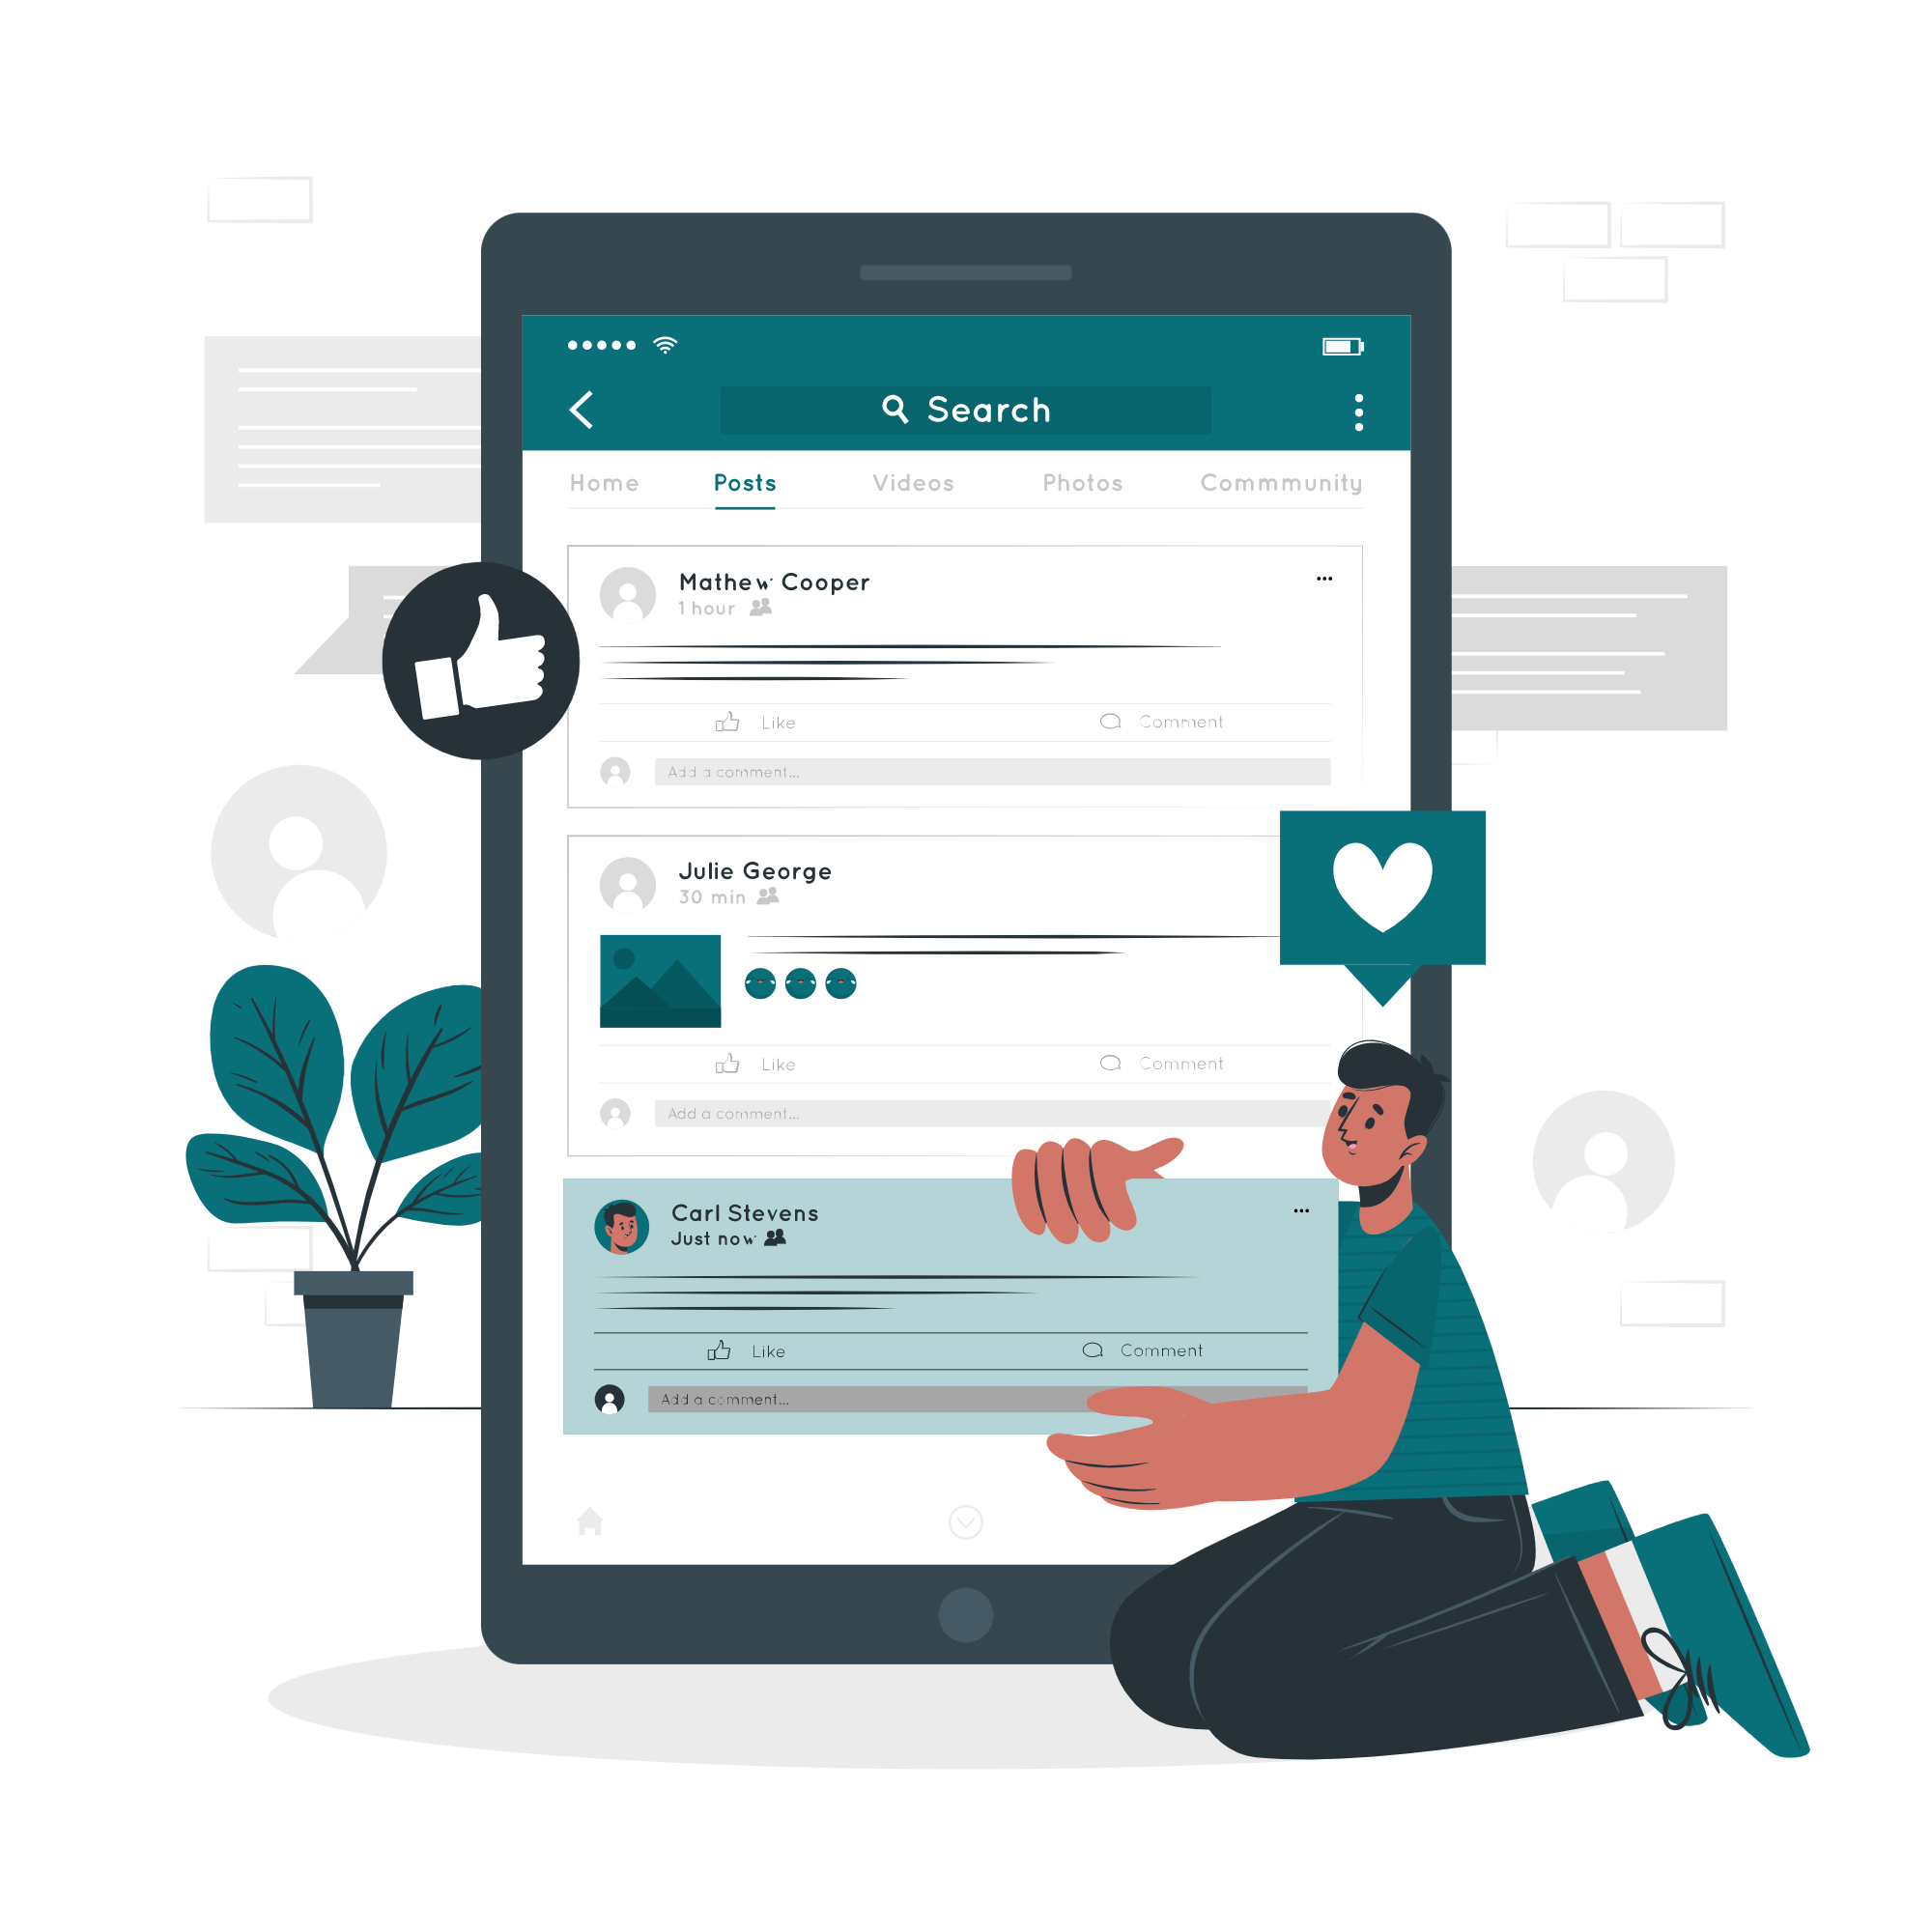 Search
Home Posts Videos Photos Commmunity
Mathew Cooper
1 hour
Like Comment
Add a comment...
Julie George
30 min
Like Comment
Add a comment...
Carl Stevens
Just now
Like Comment
Add a comment...